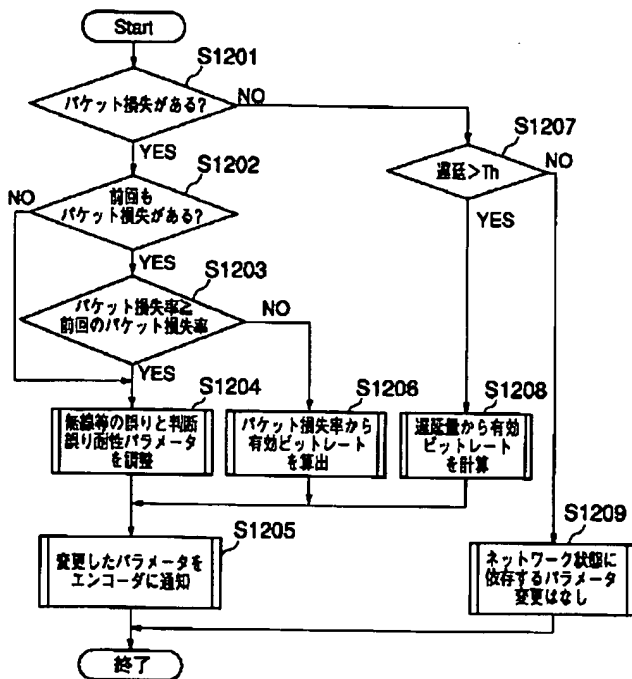 Start
S1201
パケット損失がある?
NO
YES
S1202
NO
前回も
パケット損失がある?
YES
S1203
パケット損失率≧
前回のパケット損失率
NO
YES
S1207
遅延>Th
NO
YES
S1204
無線等の誤りと判断
誤り耐性パラメータ
を調整
S1206
パケット損失率から
有効ビットレート
を算出
S1208
遅延量から有効
ビットレート
を計算
S1205
変更したパラメータを
エンコーダに通知
S1209
ネットワーク状態に
依存するパラメータ
変更はなし
終了